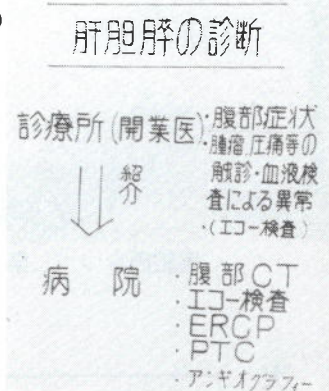 肝胆膵の診断
診療所(開業医)
・腹部症状
・腫瘤,圧痛等の
触診・血液検
査による異常
・(エコー検査)
紹介
病院
・腹部CT
・エコー検査
・ERCP
・PTC
・アンギオグラフィー